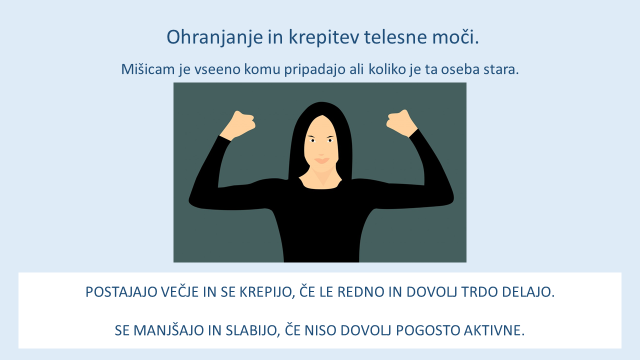 Ohranjanje in krepitev telesne moči.
Mišicam je vseeno komu pripadajo ali koliko je ta oseba stara.
POSTAJAJO VEČJE IN SE KREPIJO, ČE LE REDNO IN DOVOLJ TRDO DELAJO.
SE MANJŠAJO IN SLABIJO, ČE NISO DOVOLJ POGOSTO AKTIVNE.